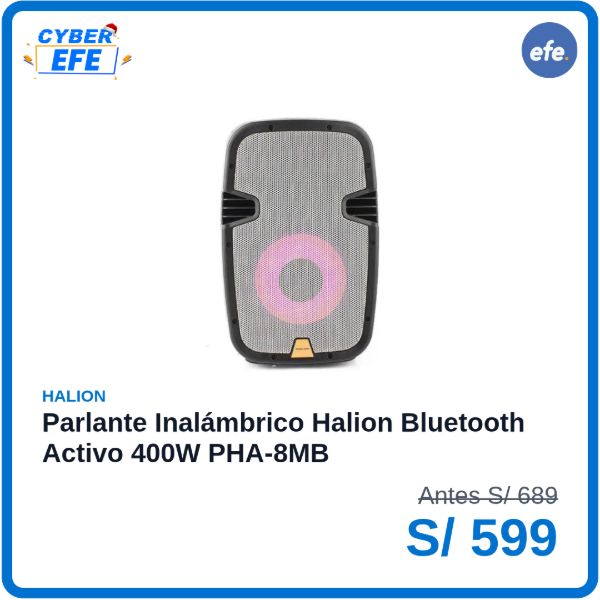 CYBER
EFE
efe.
HALION
Parlante Inalámbrico Halion Bluetooth
Activo 400W PHA-8MB
Antes S/ 689
S/ 599